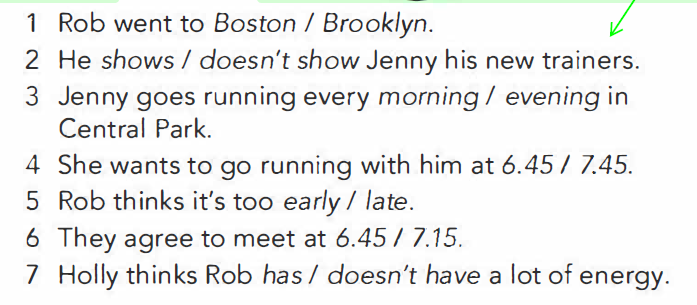 1 Rob went to Boston / Brooklyn.
2 He shows / doesn't show Jenny his new trainers.
3 Jenny goes running every morning / evening in
Central Park.
4 She wants to go running with him at 6.45 / 7.45.
5 Rob thinks it's too early / late.
6 They agree to meet at 6.45 / 7.15.
7 Holly thinks Rob has / doesn't have a lot of energy.